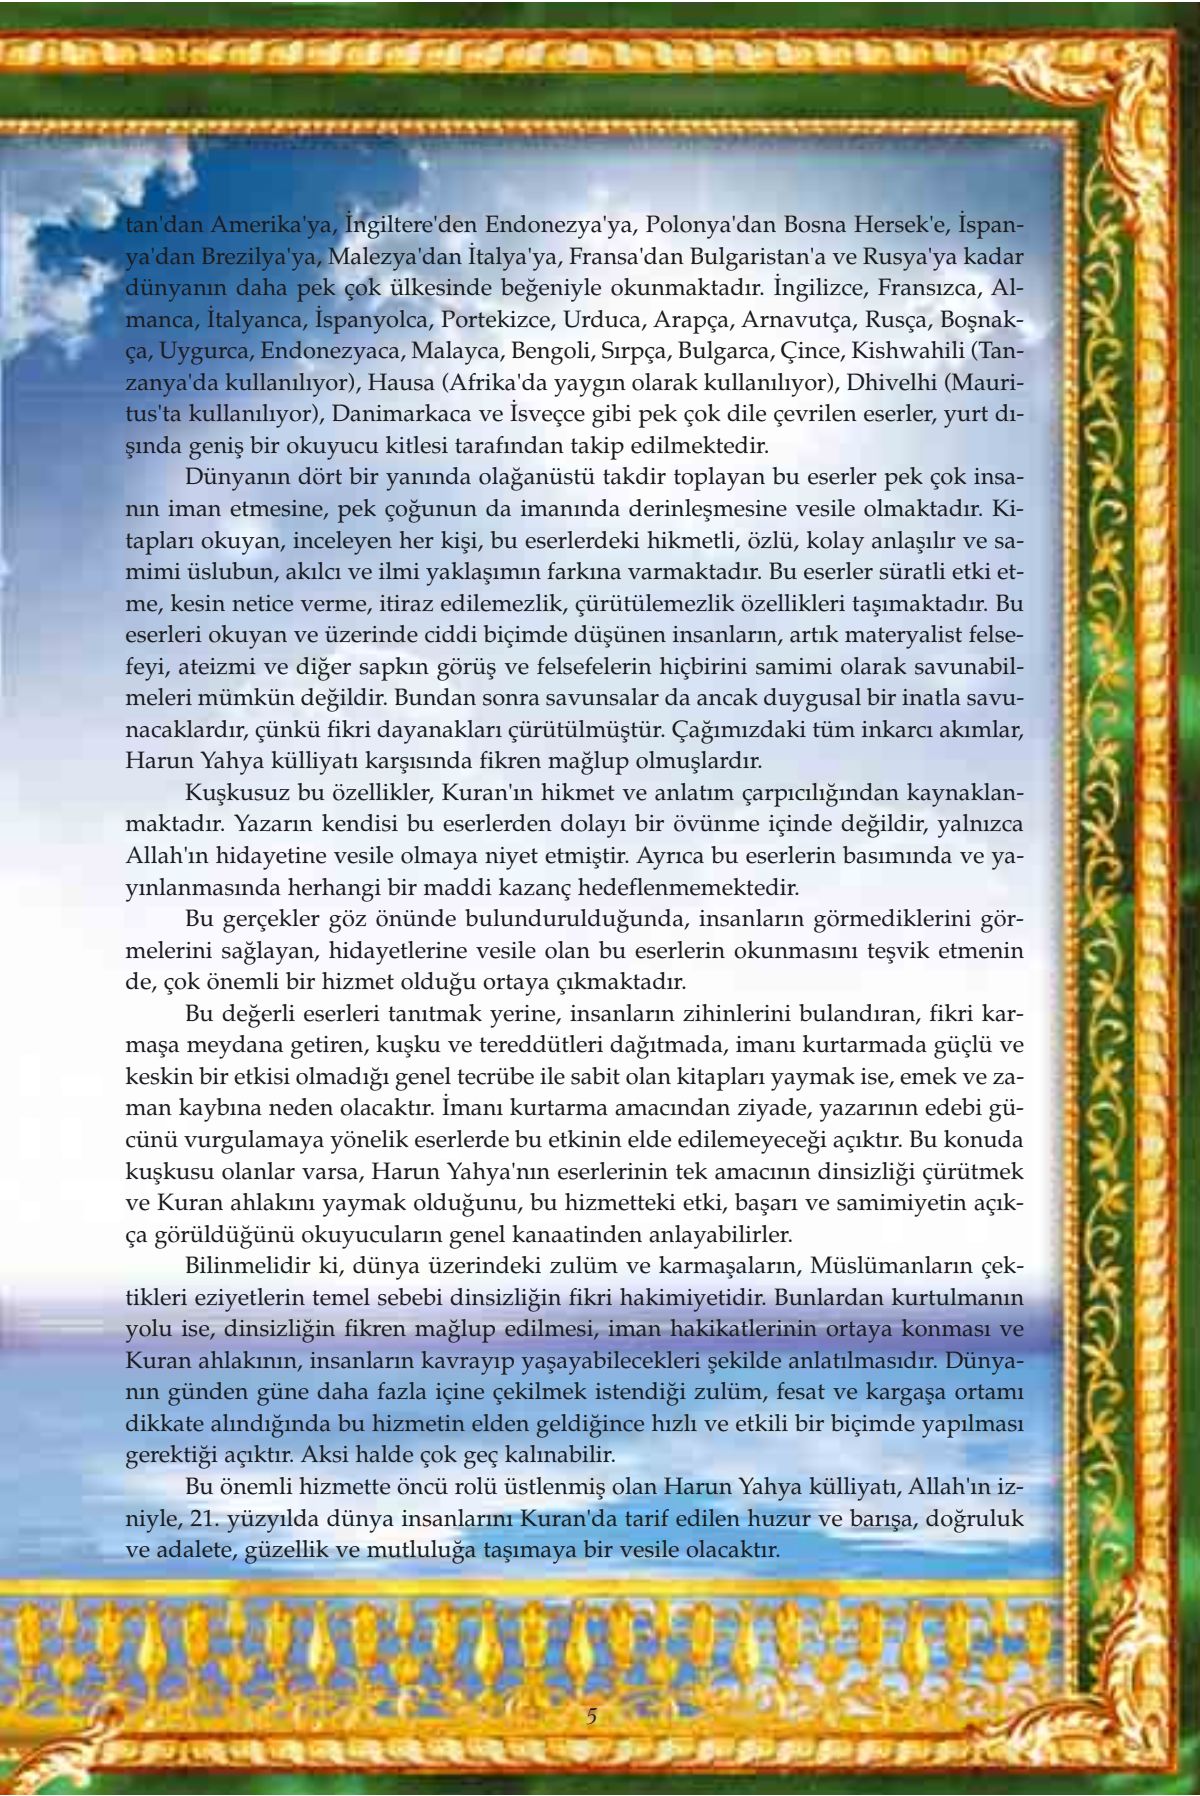 tan'dan Amerika'ya, İngiltere'den Endonezya'ya, Polonya'dan Bosna Hersek'e, İspan-
ya'dan Brezilya'ya, Malezya'dan İtalya'ya, Fransa'dan Bulgaristan'a ve Rusya'ya kadar
dünyanın daha pek çok ülkesinde beğeniyle okunmaktadır. İngilizce, Fransızca, Al-
manca, İtalyanca, İspanyolca, Portekizce, Urduca, Arapça, Arnavutça, Rusça, Boşnak-
ça, Uygurca, Endonezyaca, Malayca, Bengoli, Sırpça, Bulgarca, Çince, Kishwahili (Tan-
zanya'da kullanılıyor), Hausa (Afrika'da yaygın olarak kullanılıyor), Dhivelhi (Mauri-
tus'ta kullanılıyor), Danimarkaca ve İsveçce gibi pek çok dile çevrilen eserler, yurt dı-
şında geniş bir okuyucu kitlesi tarafından takip edilmektedir.
Dünyanın dört bir yanında olağanüstü takdir toplayan bu eserler pek çok insa-
nın iman etmesine, pek çoğunun da imanında derinleşmesine vesile olmaktadır. Ki-
tapları okuyan, inceleyen her kişi, bu eserlerdeki hikmetli, özlü, kolay anlaşılır ve sa-
mimi üslubun, akılcı ve ilmi yaklaşımın farkına varmaktadır. Bu eserler süratli etki et-
me, kesin netice verme, itiraz edilemezlik, çürütülemezlik özellikleri taşımaktadır. Bu
eserleri okuyan ve üzerinde ciddi biçimde düşünen insanların, artık materyalist felse-
feyi, ateizmi ve diğer sapkın görüş ve felsefelerin hiçbirini samimi olarak savunabil-
meleri mümkün değildir. Bundan sonra savunsalar da ancak duygusal bir inatla savu-
nacaklardır, çünkü fikri dayanakları çürütülmüştür. Çağımızdaki tüm inkarcı akımlar,
Harun Yahya külliyatı karşısında fikren mağlup olmuşlardır.
Kuşkusuz bu özellikler, Kuran'ın hikmet ve anlatım çarpıcılığından kaynaklan-
maktadır. Yazarın kendisi bu eserlerden dolayı bir övünme içinde değildir, yalnızca
Allah'ın hidayetine vesile olmaya niyet etmiştir. Ayrıca bu eserlerin basımında ve ya-
yınlanmasında herhangi bir maddi kazanç hedeflenmemektedir.
Bu gerçekler göz önünde bulundurulduğunda, insanların görmediklerini gör-
melerini sağlayan, hidayetlerine vesile olan bu eserlerin okunmasını teşvik etmenin
de, çok önemli bir hizmet olduğu ortaya çıkmaktadır.
Bu değerli eserleri tanıtmak yerine, insanların zihinlerini bulandıran, fikri kar-
maşa meydana getiren, kuşku ve tereddütleri dağıtmada, imanı kurtarmada güçlü ve
keskin bir etkisi olmadığı genel tecrübe ile sabit olan kitapları yaymak ise, emek ve za-
man kaybına neden olacaktır. İmanı kurtarma amacından ziyade, yazarının edebi gü-
cünü vurgulamaya yönelik eserlerde bu etkinin elde edilemeyeceği açıktır. Bu konuda
kuşkusu olanlar varsa, Harun Yahya'nın eserlerinin tek amacının dinsizliği çürütmek
ve Kuran ahlakını yaymak olduğunu, bu hizmetteki etki, başarı ve samimiyetin açık-
ça görüldüğünü okuyucuların genel kanaatinden anlayabilirler.
Bilinmelidir ki, dünya üzerindeki zulüm ve karmaşaların, Müslümanların çek-
tikleri eziyetlerin temel sebebi dinsizliğin fikri hakimiyetidir. Bunlardan kurtulmanın
yolu ise, dinsizliğin fikren mağlup edilmesi, iman hakikatlerinin ortaya konması ve
Kuran ahlakının, insanların kavrayıp yaşayabilecekleri şekilde anlatılmasıdır. Dünya-
nın günden güne daha fazla içine çekilmek istendiği zulüm, fesat ve kargaşa ortamı
dikkate alındığında bu hizmetin elden geldiğince hızlı ve etkili bir biçimde yapılması
gerektiği açıktır. Aksi halde çok geç kalınabilir.
Bu önemli hizmette öncü rolü üstlenmiş olan Harun Yahya külliyatı, Allah'ın iz-
niyle, 21. yüzyılda dünya insanlarını Kuran'da tarif edilen huzur ve barışa, doğruluk
ve adalete, güzellik ve mutluluğa taşımaya bir vesile olacaktır.
5